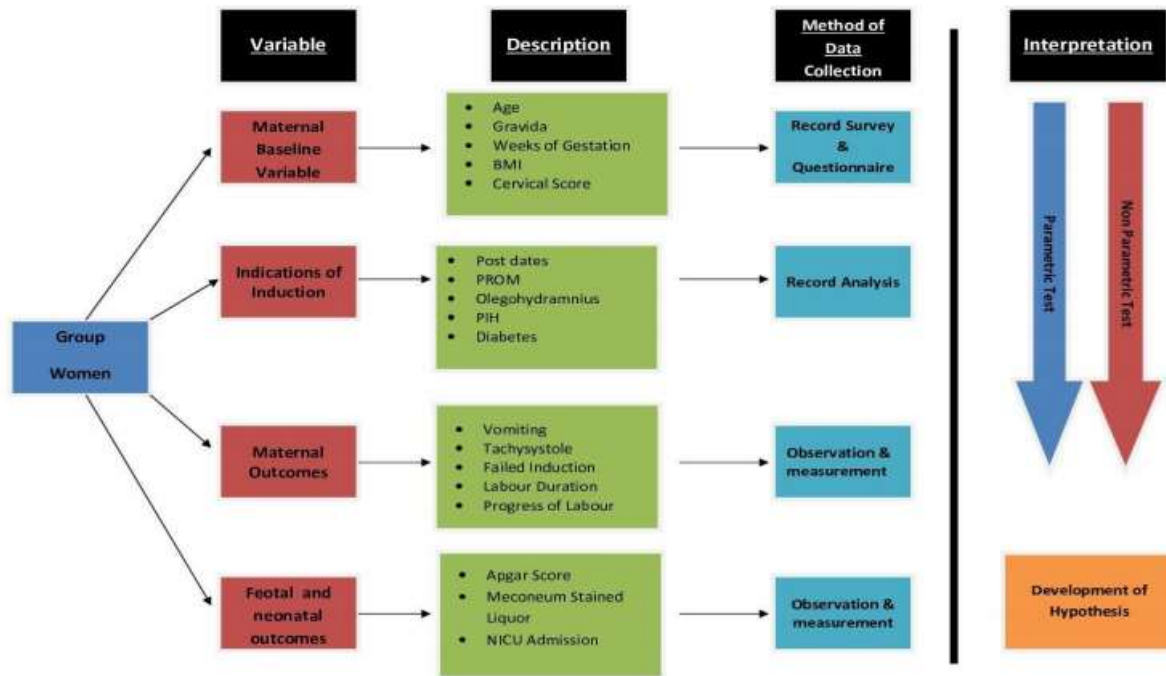 Variable
Description
Method of
Data
Collection
Interpretation
Group
Women
Maternal
Baseline
Variable
• Age
• Gravida
• Weeks of Gestation
• BMI
• Cervical Score
Record Survey
&
Questionnaire
Indications of
Induction
• Post dates
• PROM
• Olegohydramnius
• PIH
• Diabetes
Record Analysis
Maternal
Outcomes
• Vomiting
• Tachysystole
• Failed Induction
• Labour Duration
• Progress of Labour
Observation &
measurement
Feotal and
neonatal
outcomes
• Apgar Score
• Meconeum Stained
Liquor
• NICU Admission
Observation &
measurement
Parametric Test
Non Parametric Test
Development of
Hypothesis